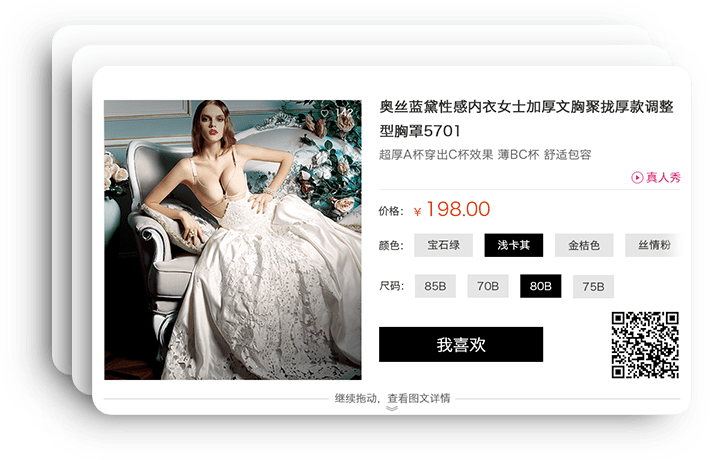 奥丝蓝黛性感内衣女士加厚文胸聚拢厚款调整
型胸罩5701
超厚A杯穿出C杯效果 薄BC杯 舒适包容
真人秀
价格： ¥ 198.00
颜色： 宝石绿 浅卡其 金桔色 丝情粉
尺码： 85B 70B 80B 75B
我喜欢
继续拖动，查看图文详情